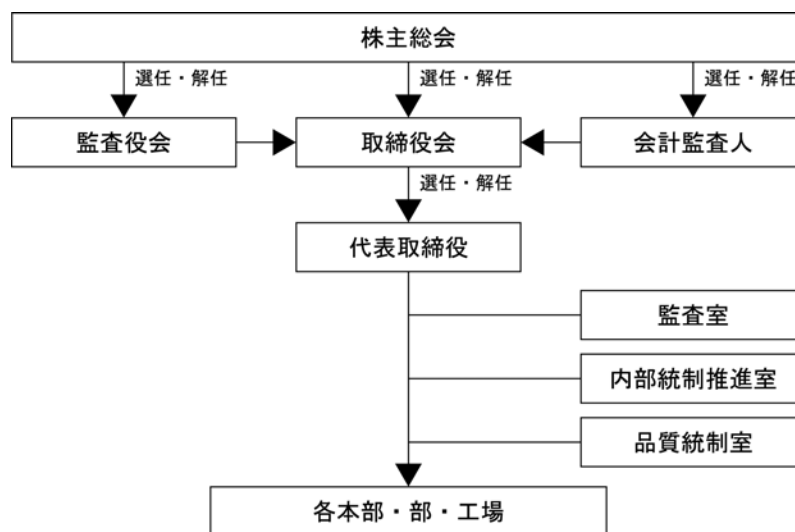 株主総会
選任・解任
選任・解任
選任・解任
監査役会
取締役会
会計監査人
選任・解任
代表取締役
監査室
内部統制推進室
品質統制室
各本部・部・工場